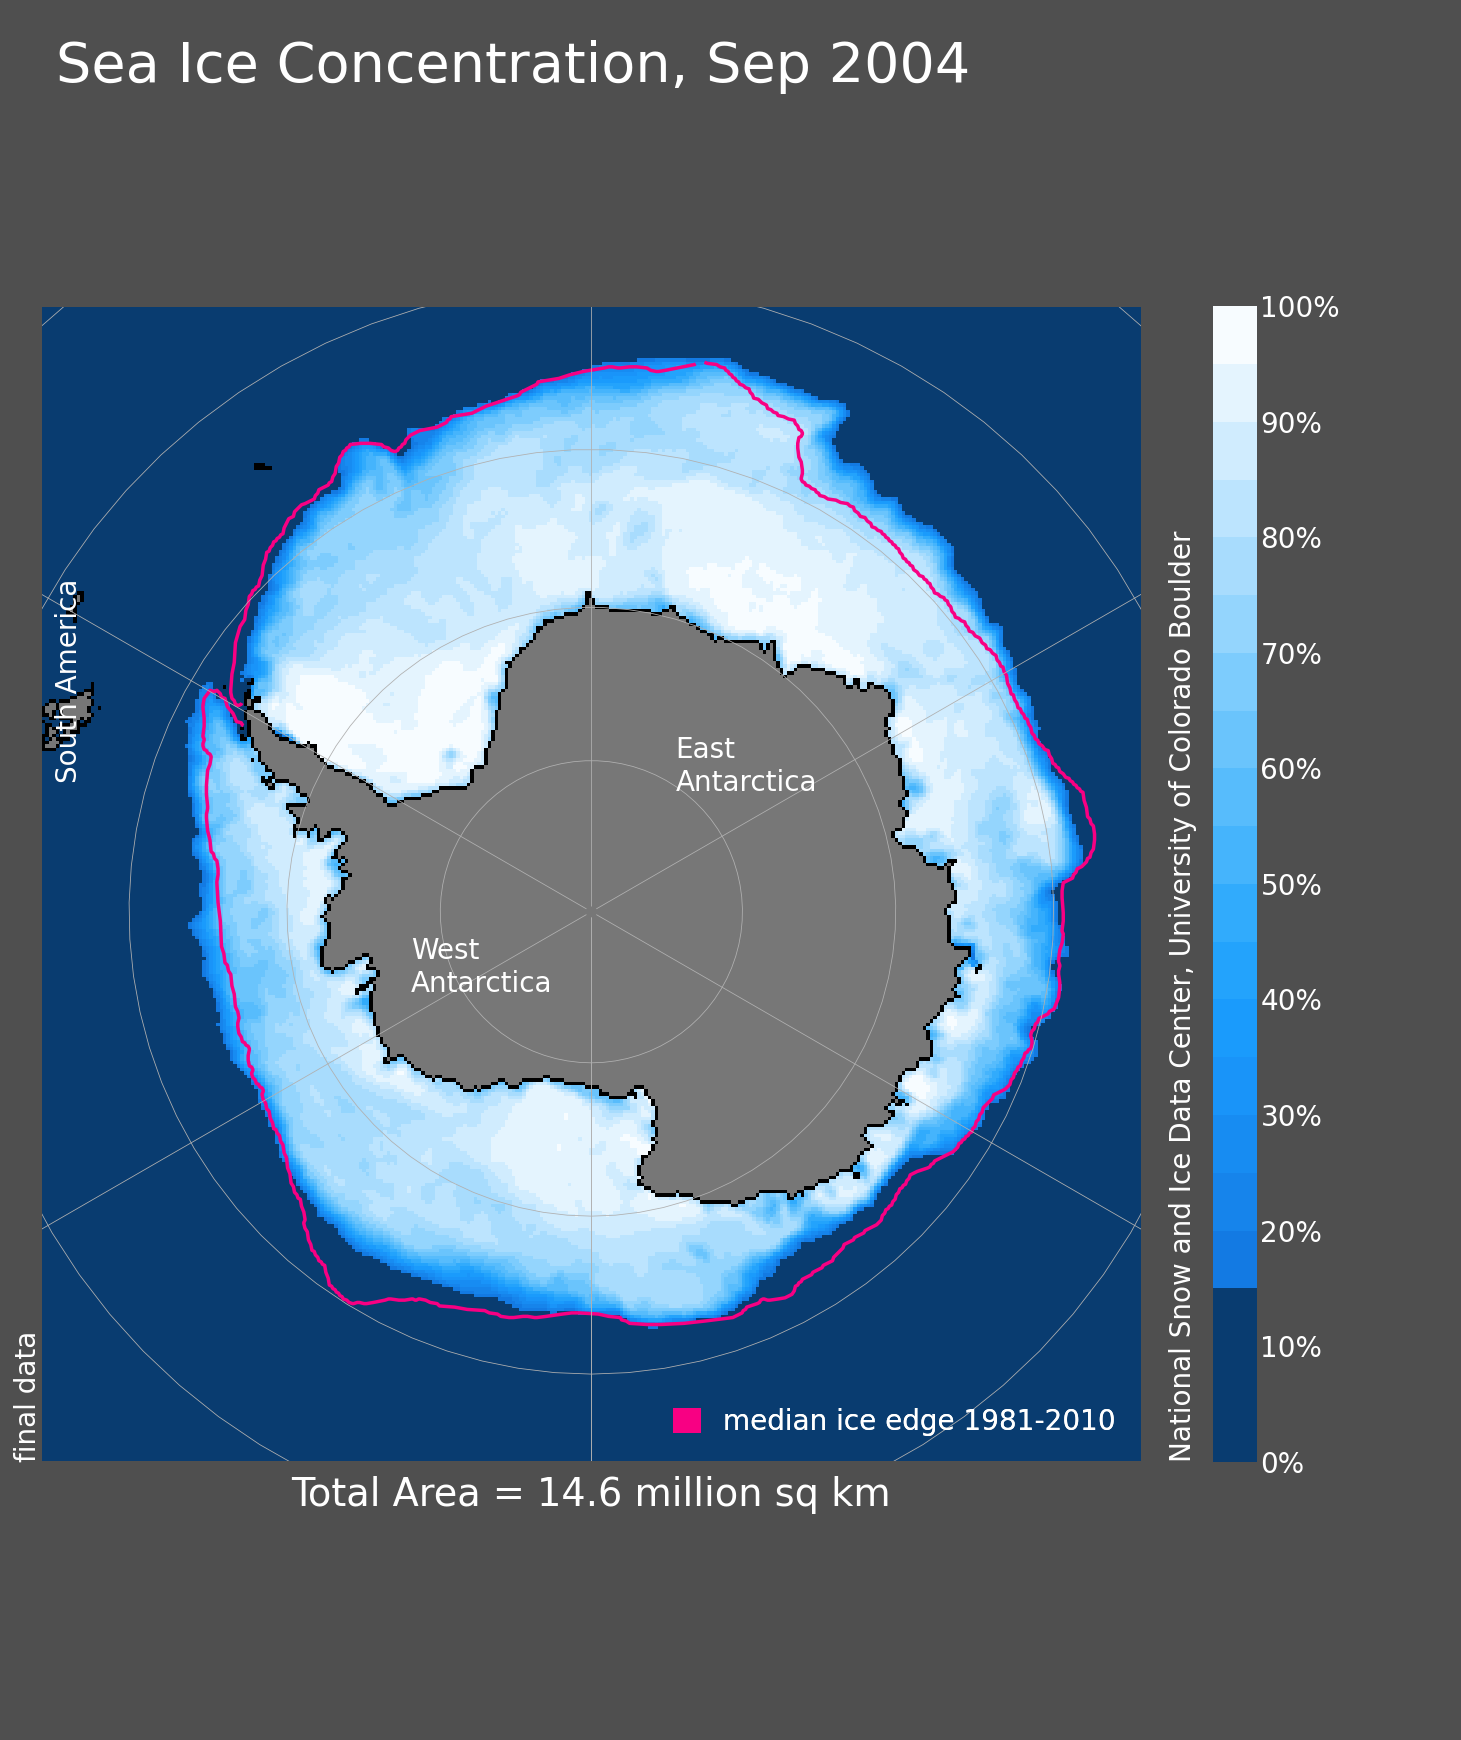 Sea Ice Concentration, Sep 2004
South America
East
Antarctica
West
Antarctica
median ice edge 1981-2010
final data
Total Area = 14.6 million sq km
National Snow and Ice Data Center, University of Colorado Boulder
100%
90%
80%
70%
60%
50%
40%
30%
20%
10%
0%